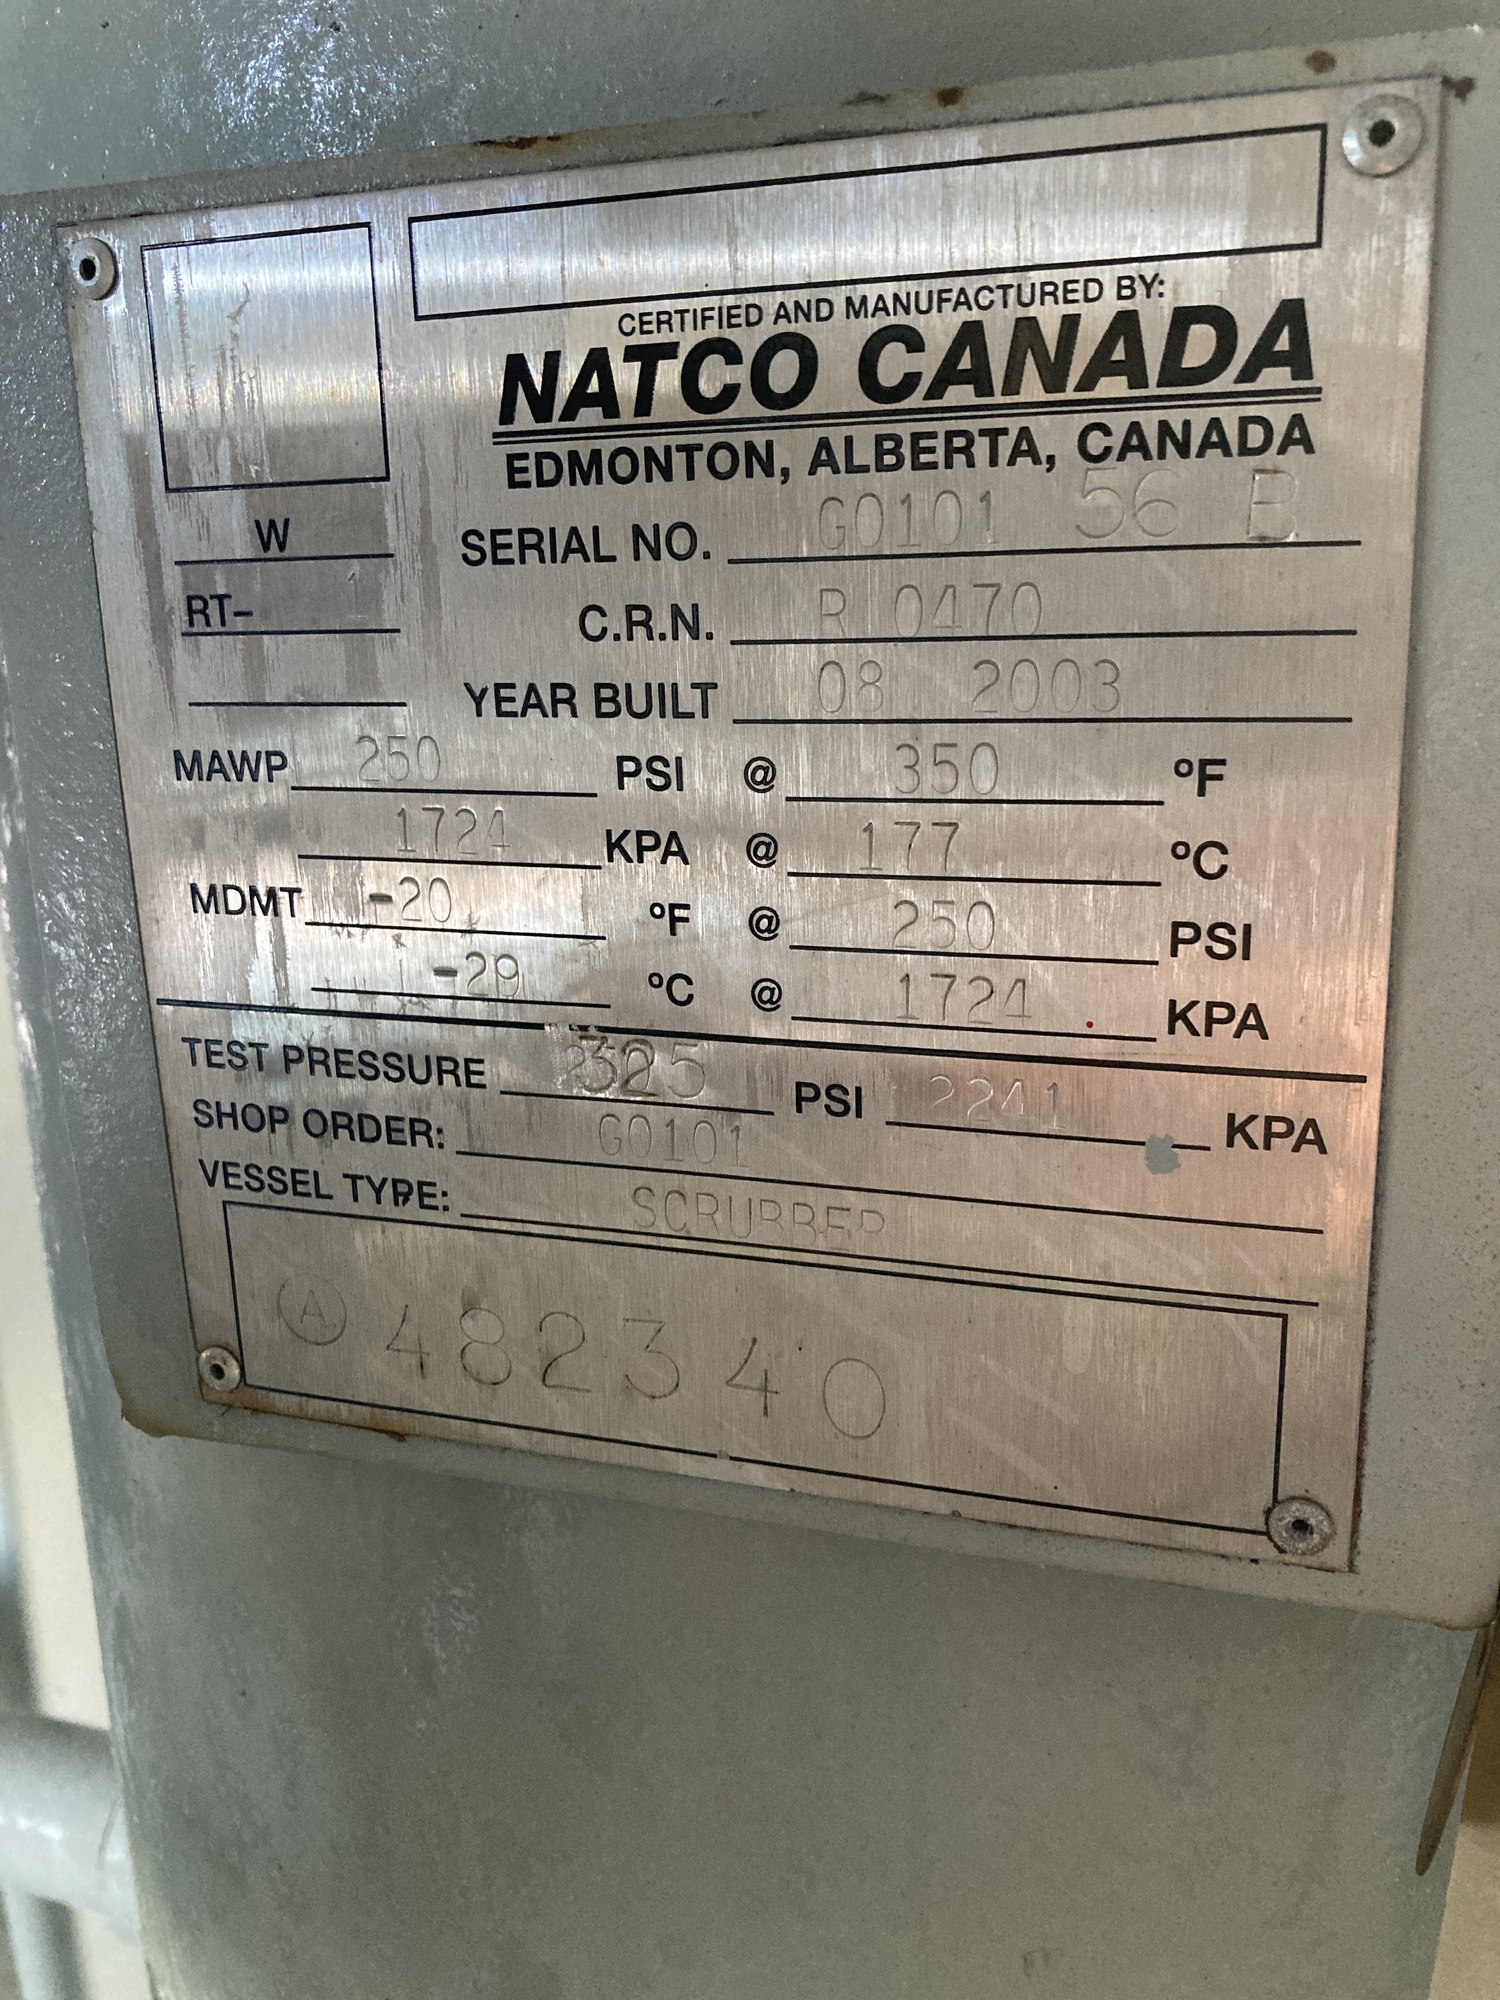 CERTIFIED AND MANUFACTURED BY:
NATCO CANADA
EDMONTON, ALBERTA, CANADA
W
SERIAL NO. G0101 56 B
RT- 1
C.R.N. R 0470
YEAR BUILT 08 2003
MAWP 250 PSI @ 350 °F
1724 KPA @ 177 °C
MDMT -20 °F @ 250 PSI
-29 °C @ 1724 KPA
TEST PRESSURE 325 PSI 2241 KPA
SHOP ORDER: G0101
VESSEL TYPE: SCRUBBER
A 482340